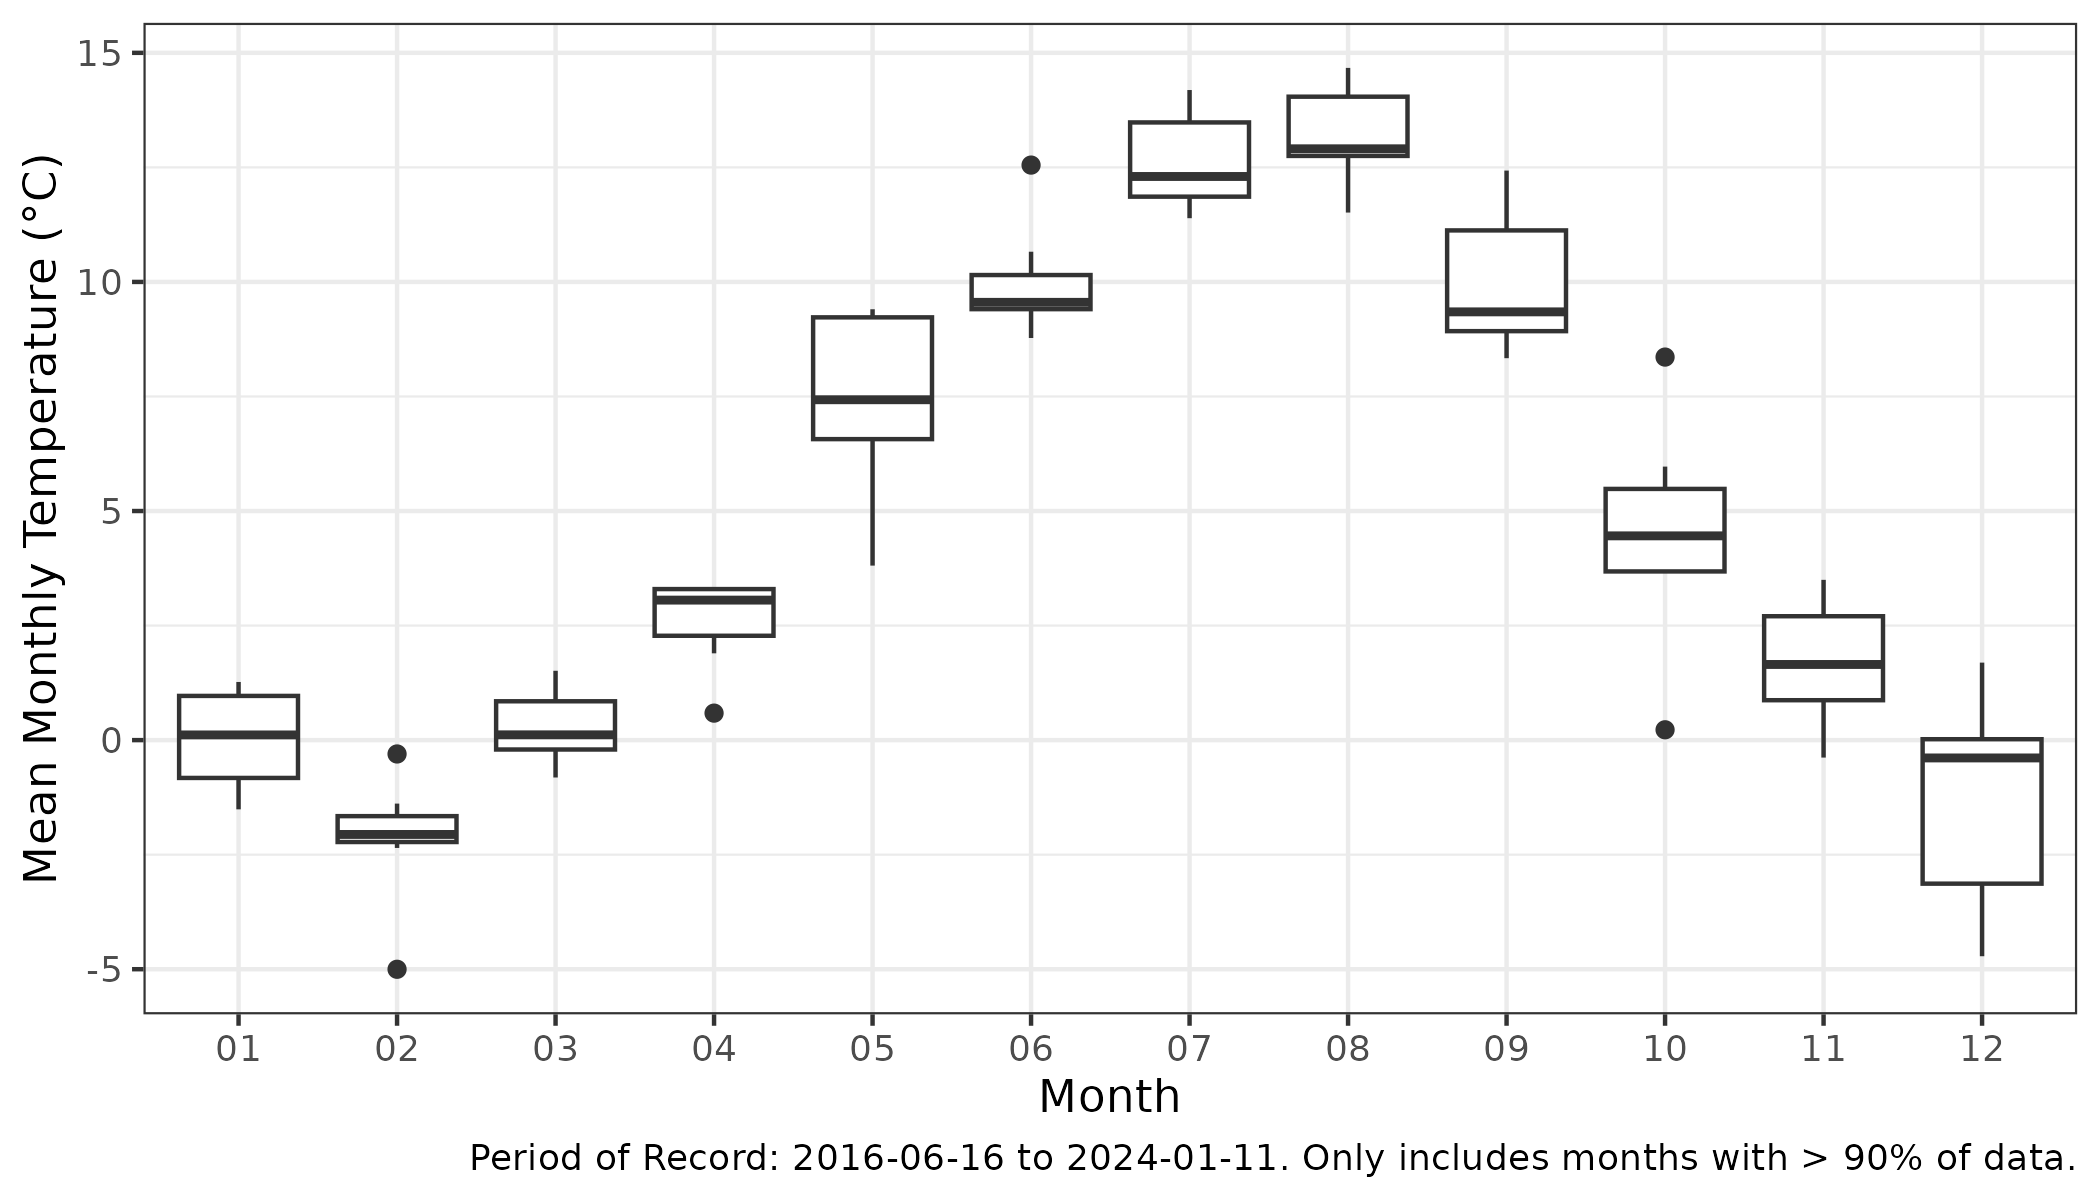 Mean Monthly Temperature (°C)
15
10
5
0
-5
01 02 03 04 05 06 07 08 09 10 11 12
Month
Period of Record: 2016-06-16 to 2024-01-11. Only includes months with > 90% of data.